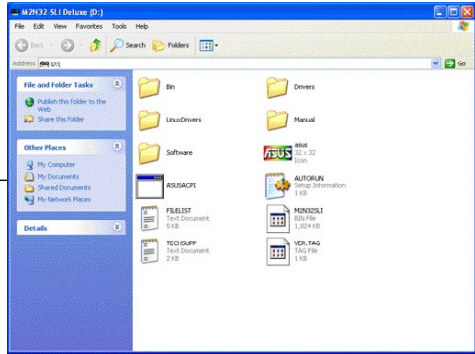 M2N32-SLI Deluxe (D:)
File Edit View Favorites Tools Help
Back Search Folders
Address D:\ Go
File and Folder Tasks
Publish this folder to the
Web
Share this folder
Other Places
My Computer
My Documents
Shared Documents
My Network Places
Details
Bin
Drivers
LinuxDrivers
Manual
Software
ASUS
asus
32 x 32
Icon
ASUSACPI
AUTORUN
Setup Information
1 KB
FILELIST
Text Document
5 KB
M2N32SLI
BIN File
1,024 KB
TECHSUPP
Text Document
2 KB
VER.TAG
TAG File
1 KB